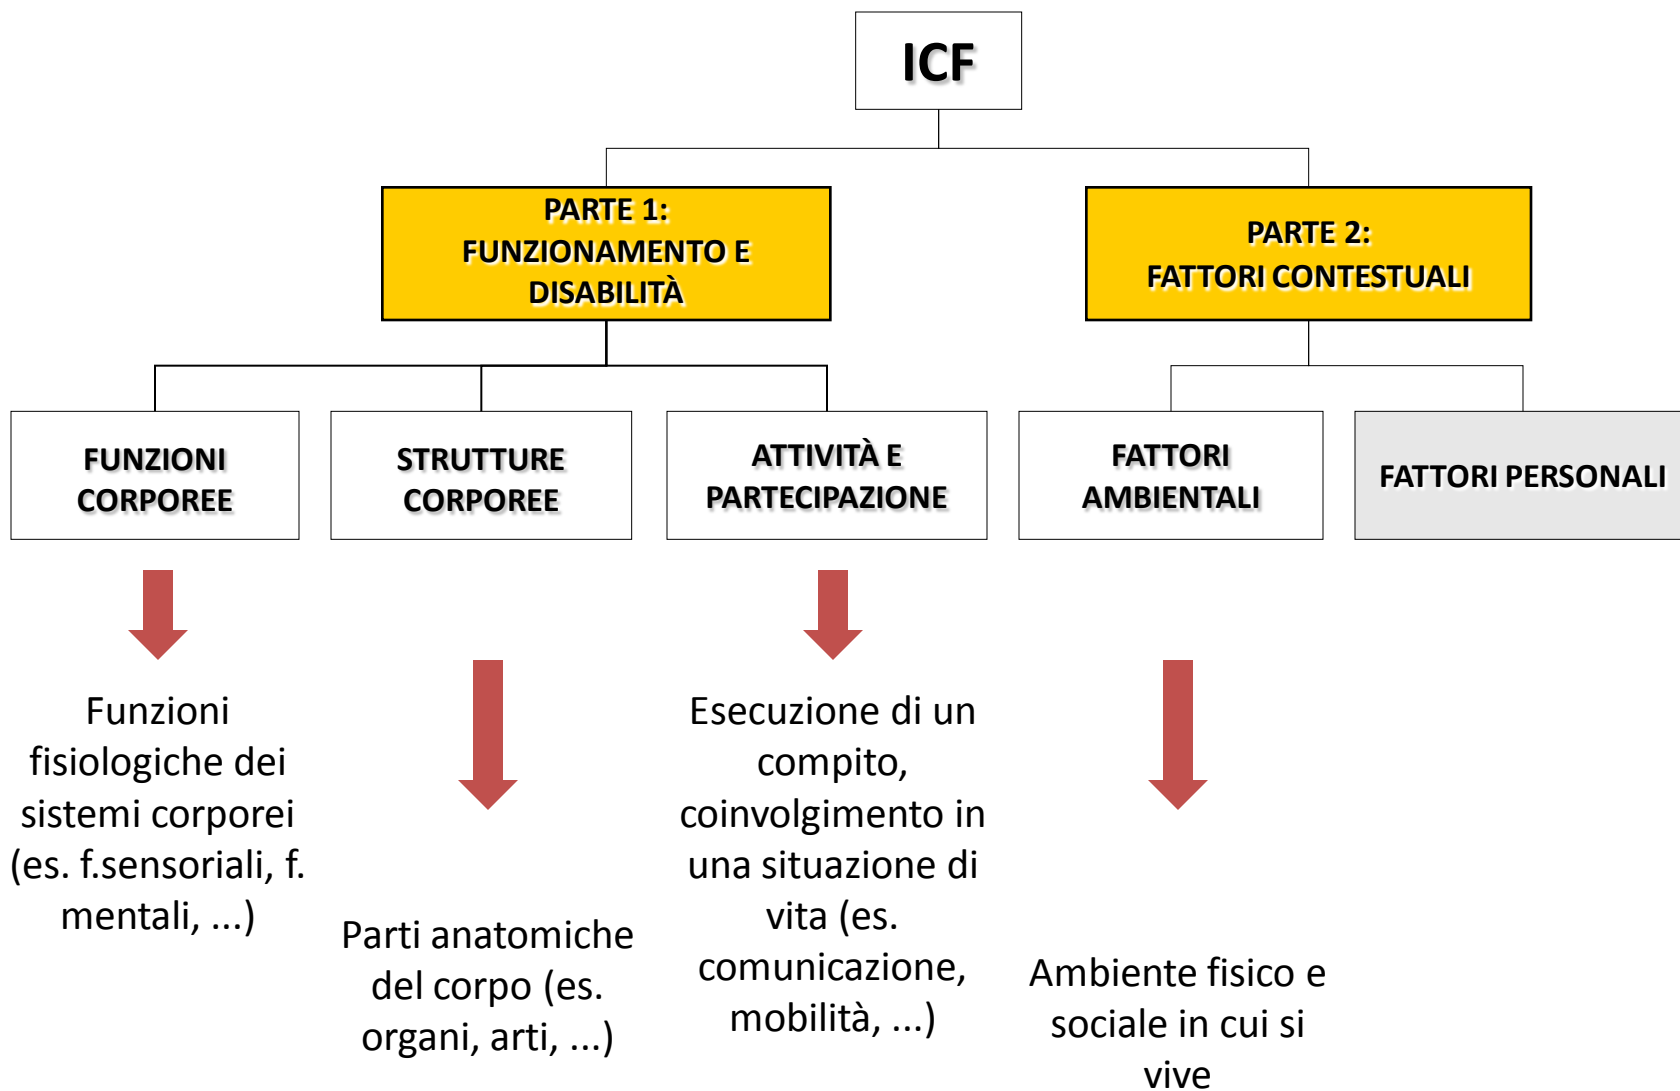 ICF
PARTE 1:
FUNZIONAMENTO E
DISABILITÀ
PARTE 2:
FATTORI CONTESTUALI
FUNZIONI
CORPOREE
STRUTTURE
CORPOREE
ATTIVITÀ E
PARTECIPAZIONE
FATTORI
AMBIENTALI
FATTORI PERSONALI
Funzioni
fisiologiche dei
sistemi corporei
(es. f.sensoriali, f.
mentali, ...)
Parti anatomiche
del corpo (es.
organi, arti, ...)
Esecuzione di un
compito,
coinvolgimento in
una situazione di
vita (es.
comunicazione,
mobilità, ...)
Ambiente fisico e
sociale in cui si
vive